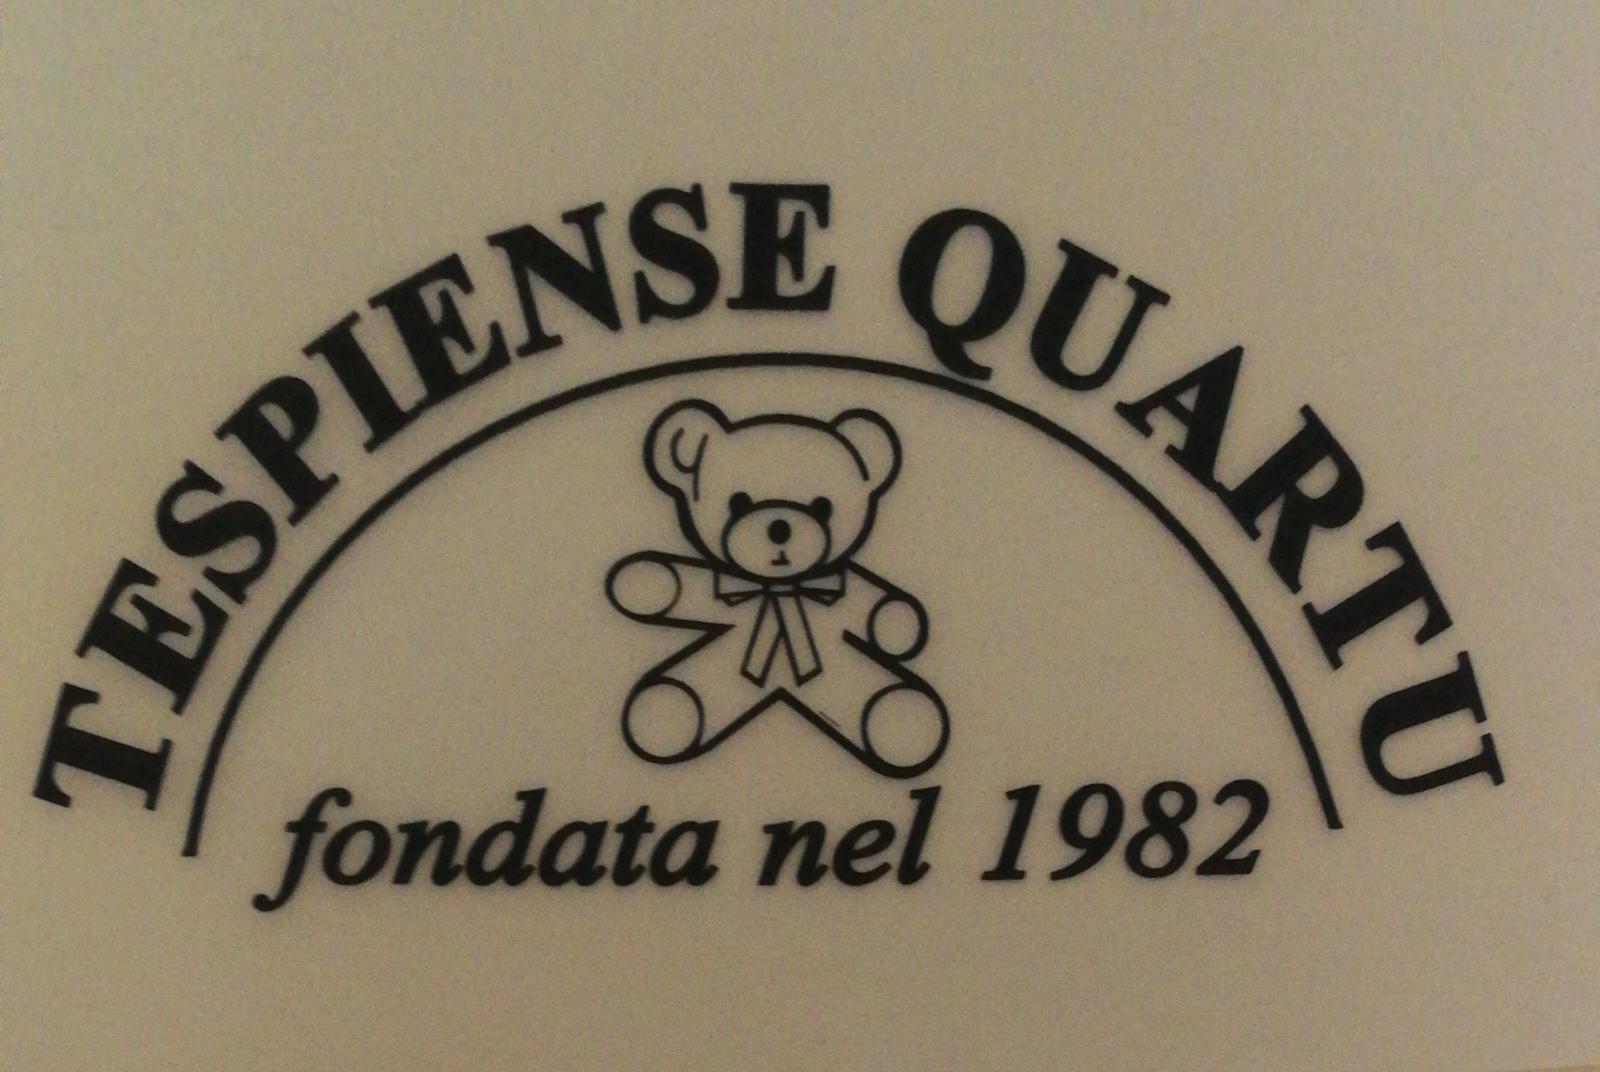 TESPIENSE QUARTU
fondata nel 1982